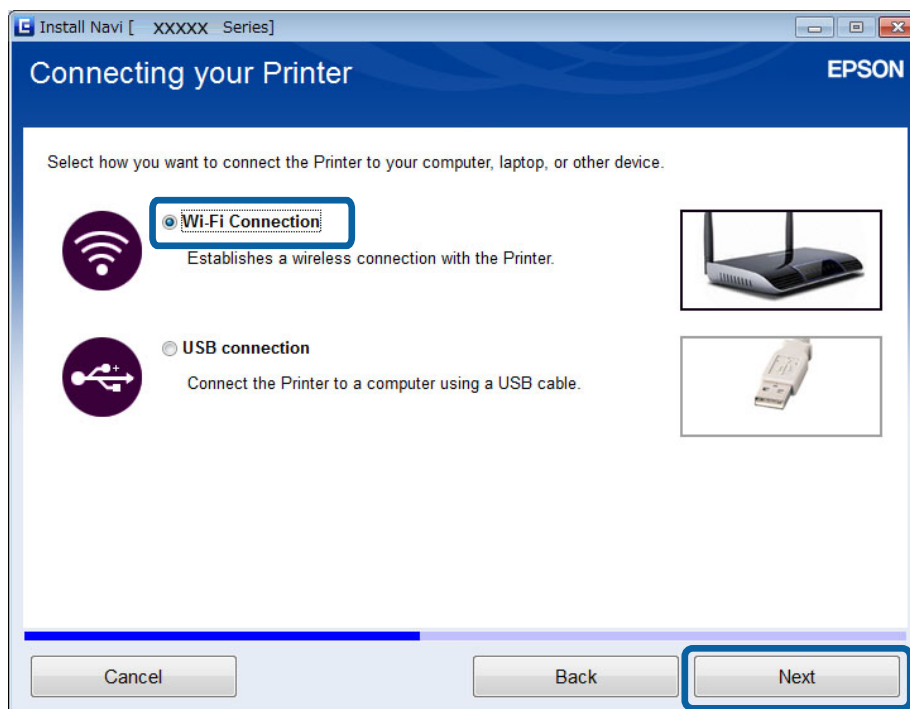 Install Navi [ XXXXX Series]
Connecting your Printer
EPSON
Select how you want to connect the Printer to your computer, laptop, or other device.
Wi-Fi Connection
Establishes a wireless connection with the Printer.
USB connection
Connect the Printer to a computer using a USB cable.
Cancel
Back
Next